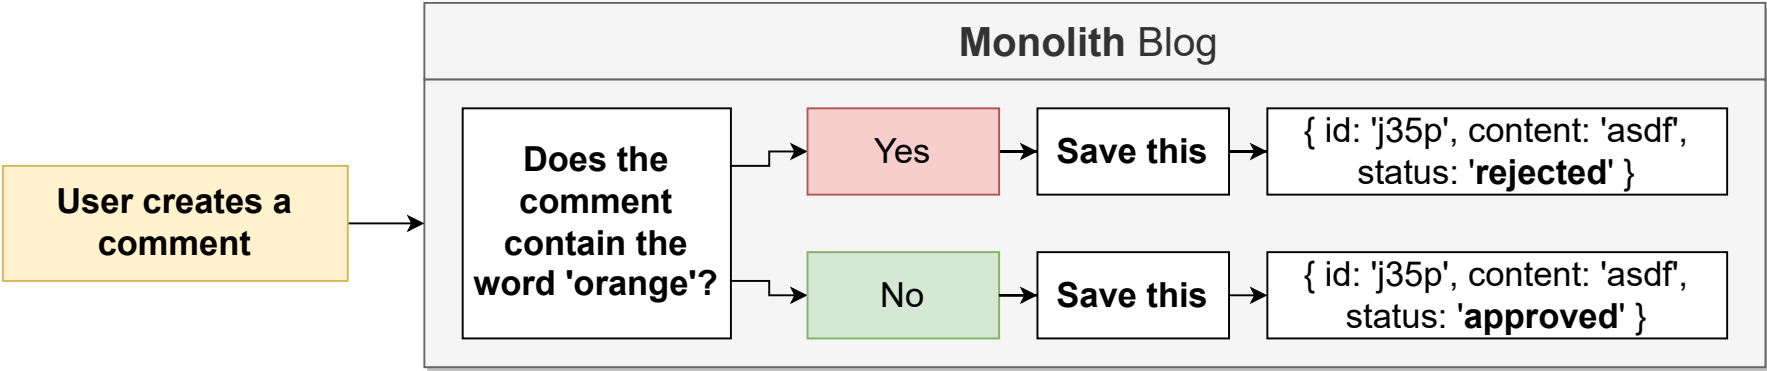 Monolith Blog
User creates a
comment
Does the
comment
contain the
word 'orange'?
Yes
Save this
{ id: 'j35p', content: 'asdf',
status: 'rejected' }
No
Save this
{ id: 'j35p', content: 'asdf',
status: 'approved' }